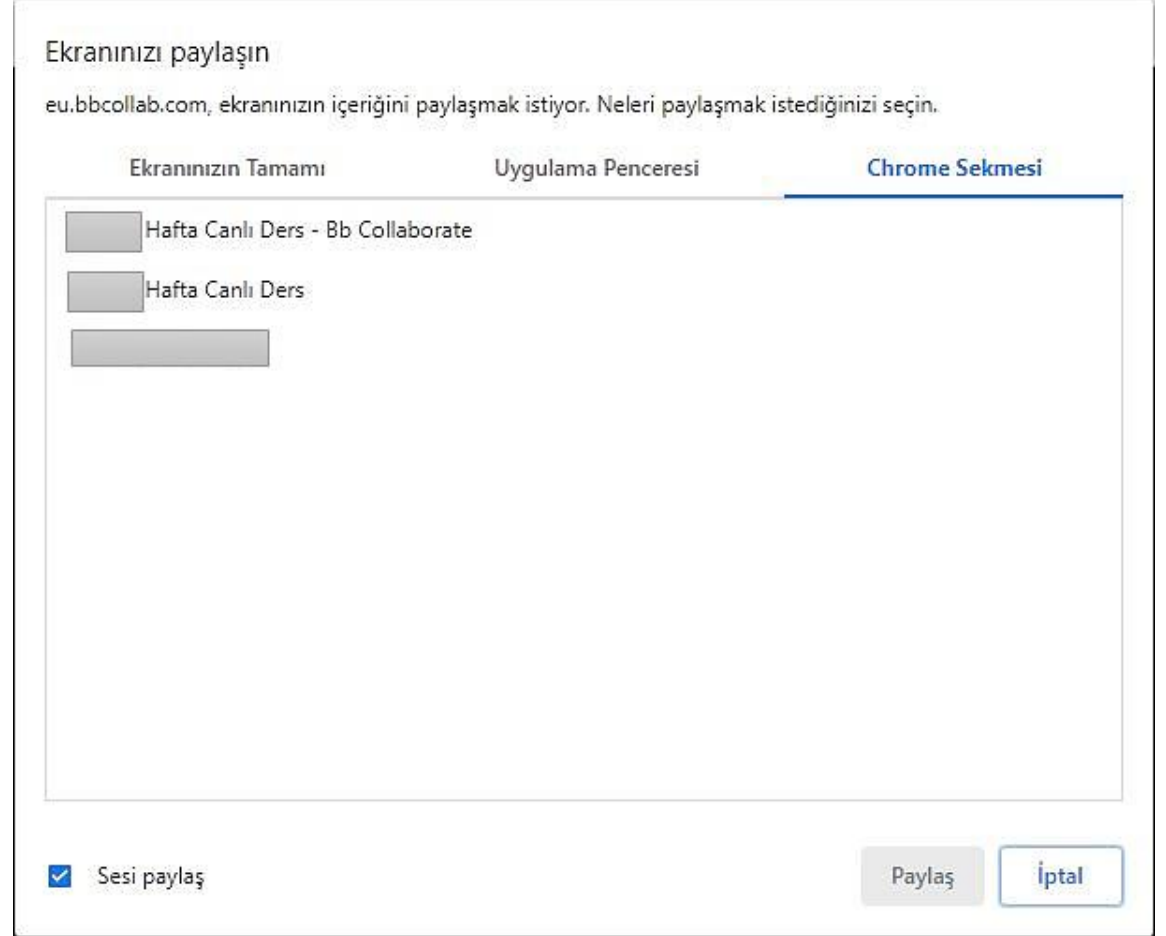 Ekranınızı paylaşın
eu.bbcollab.com, ekranınızın içeriğini paylaşmak istiyor. Neleri paylaşmak istediğinizi seçin.
Ekranınızın Tamamı Uygulama Penceresi Chrome Sekmesi
Hafta Canlı Ders - Bb Collaborate
Hafta Canlı Ders
Sesi paylaş Paylaş İptal